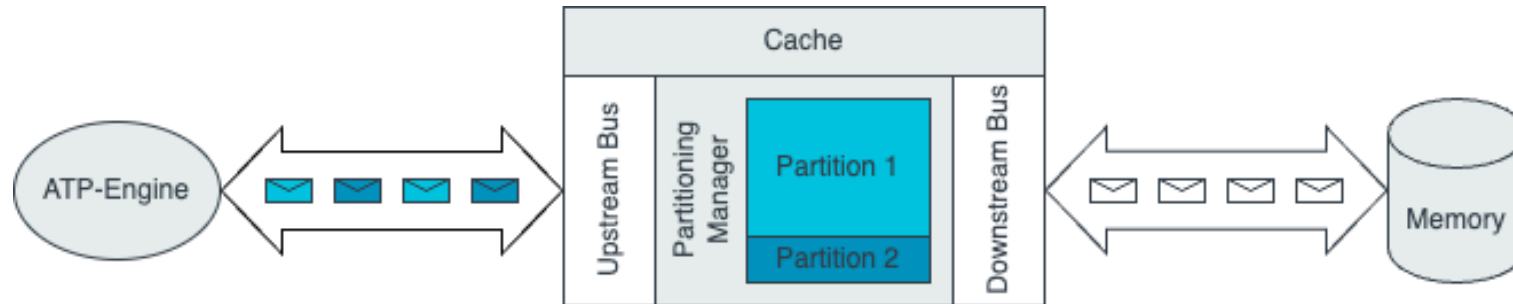 Cache
ATP-Engine
Upstream Bus
Partitioning
Manager
Partition 1
Partition 2
Downstream Bus
Memory